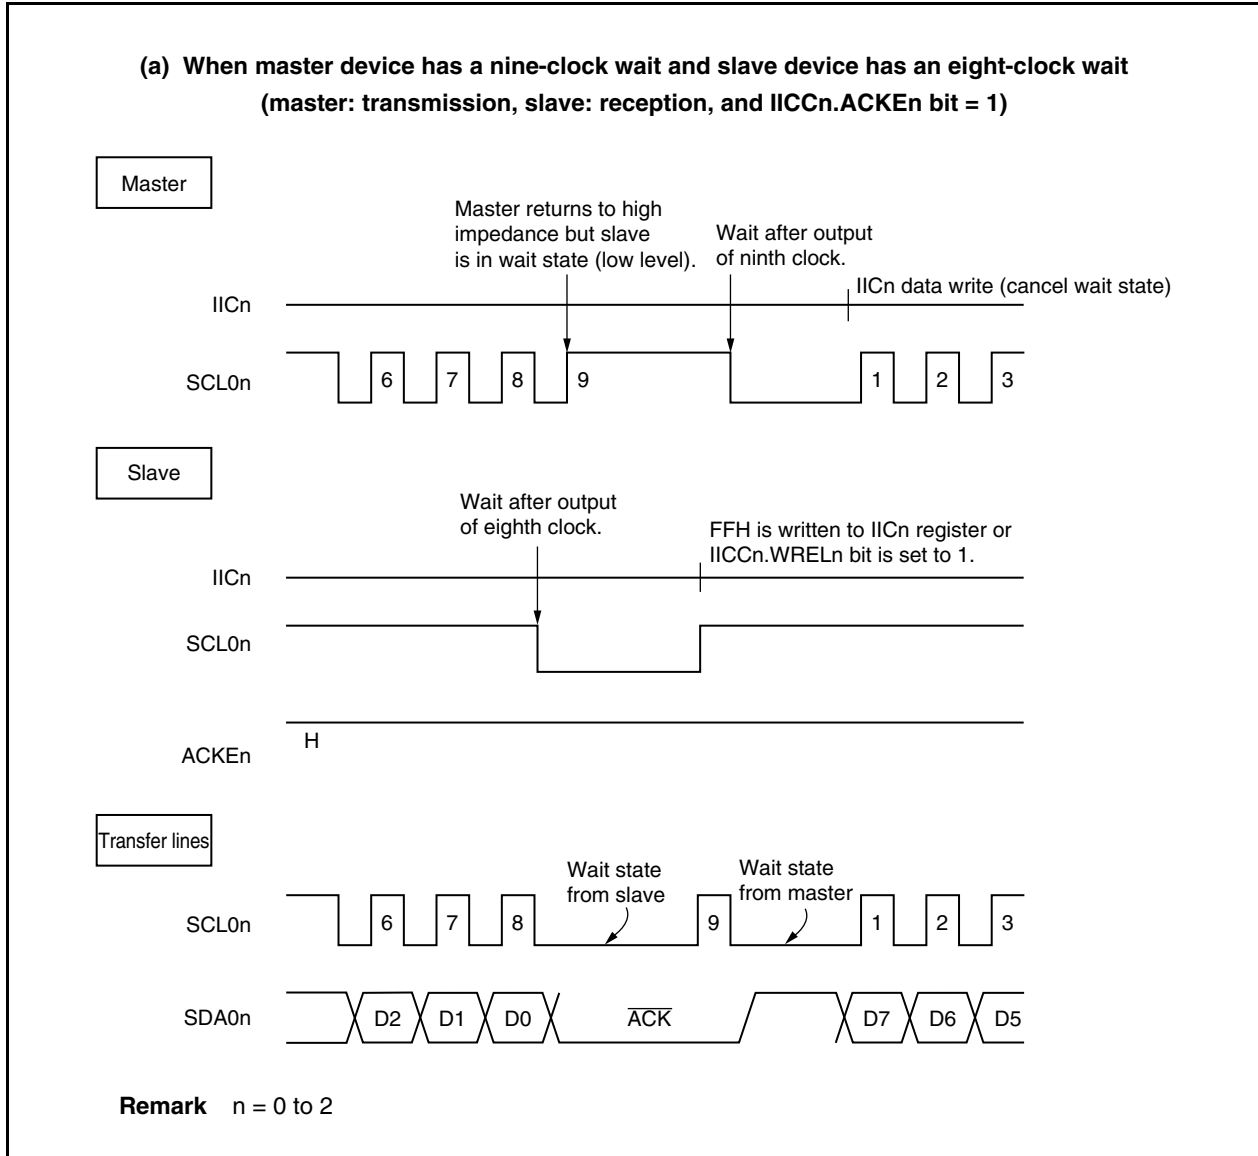 (a) When master device has a nine-clock wait and slave device has an eight-clock wait
(master: transmission, slave: reception, and IICCn.ACKEn bit = 1)
Master
Master returns to high
impedance but slave
is in wait state (low level).
Wait after output
of ninth clock.
IICn data write (cancel wait state)
IICn
SCL0n
6 7 8 9 1 2 3
Slave
Wait after output
of eighth clock.
FFH is written to IICn register or
IICCn.WRELn bit is set to 1.
IICn
SCL0n
H
ACKEn
Transfer lines
Wait state
from slave
Wait state
from master
SCL0n
6 7 8 9 1 2 3
SDA0n
D2 D1 D0 ACK D7 D6 D5
Remark n = 0 to 2